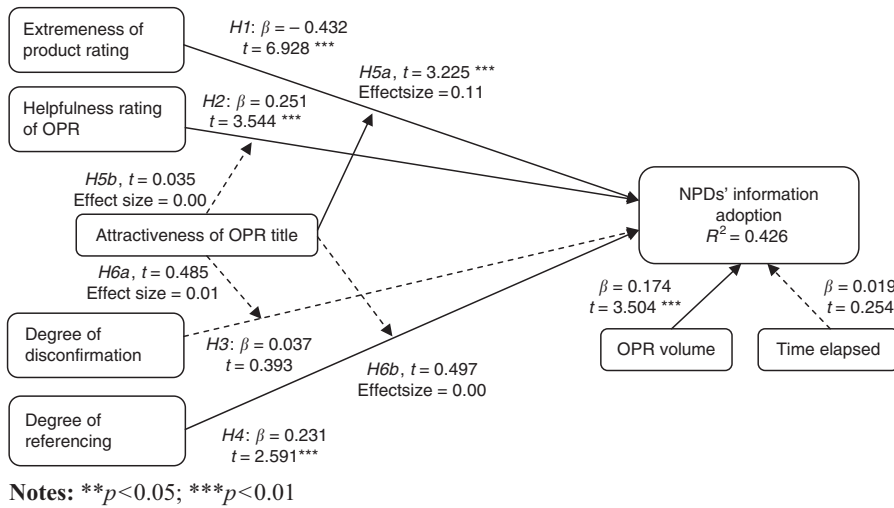 Extremeness of
product rating
H1: β = – 0.432
t = 6.928 ***
H5a, t = 3.225 ***
Effectsize = 0.11
Helpfulness rating
of OPR
H2: β = 0.251
t = 3.544 ***
H5b, t = 0.035
Effect size = 0.00
Attractiveness of OPR title
NPDs' information
adoption
R² = 0.426
H6a, t = 0.485
Effect size = 0.01
β = 0.174
t = 3.504 ***
β = 0.019
t = 0.254
Degree of
disconfirmation
H3: β = 0.037
t = 0.393
H6b, t = 0.497
Effectsize = 0.00
OPR volume
Time elapsed
Degree of
referencing
H4: β = 0.231
t = 2.591***
Notes: **p<0.05; ***p<0.01